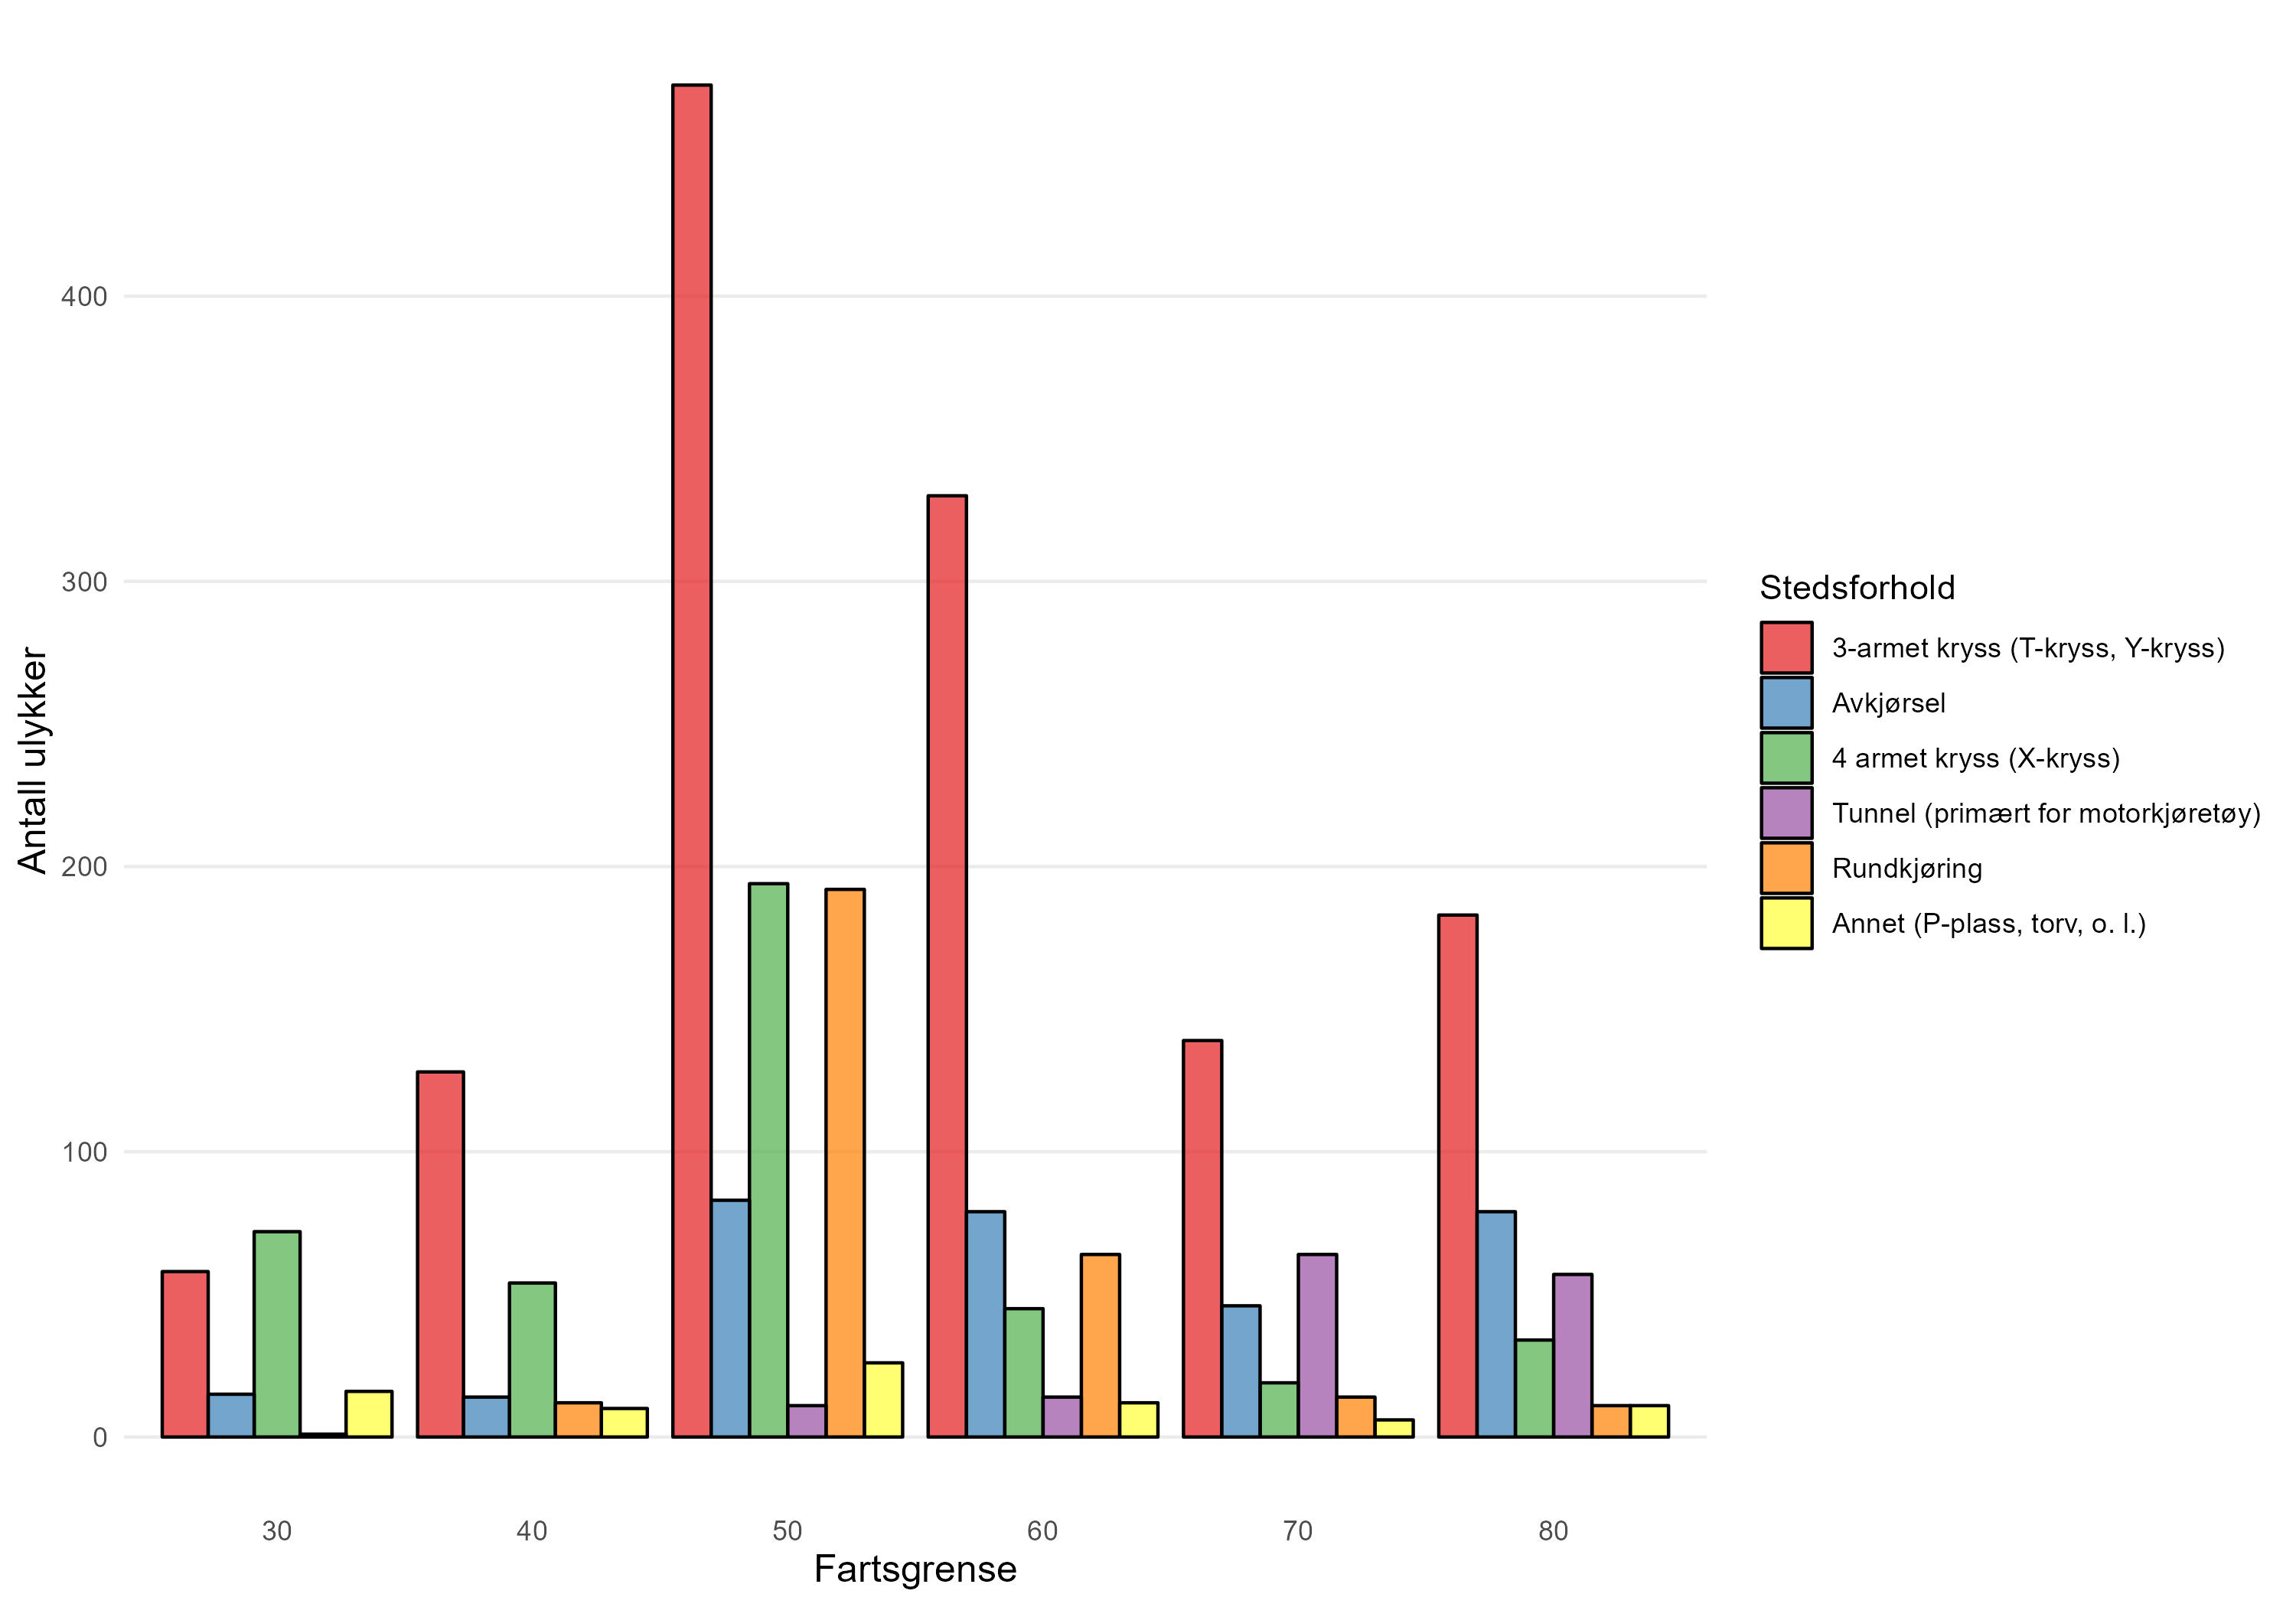 Antall ulykker
400
300
200
100
0
30 40 50 60 70 80
Fartsgrense
Stedsforhold
3-armet kryss (T-kryss, Y-kryss)
Avkjørsel
4 armet kryss (X-kryss)
Tunnel (primært for motorkjøretøy)
Rundkjøring
Annet (P-plass, torv, o. l.)